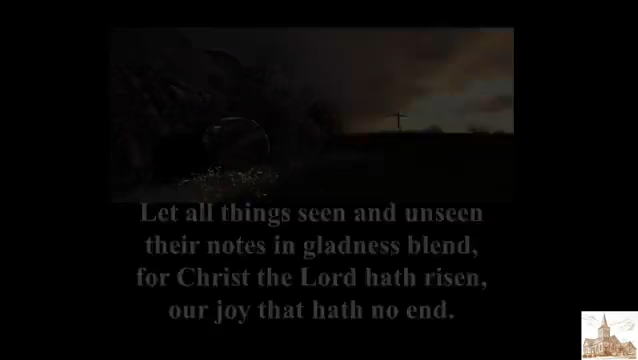 Let all things seen and unseen
their notes in gladness blend,
for Christ the Lord hath risen,
our joy that hath no end.